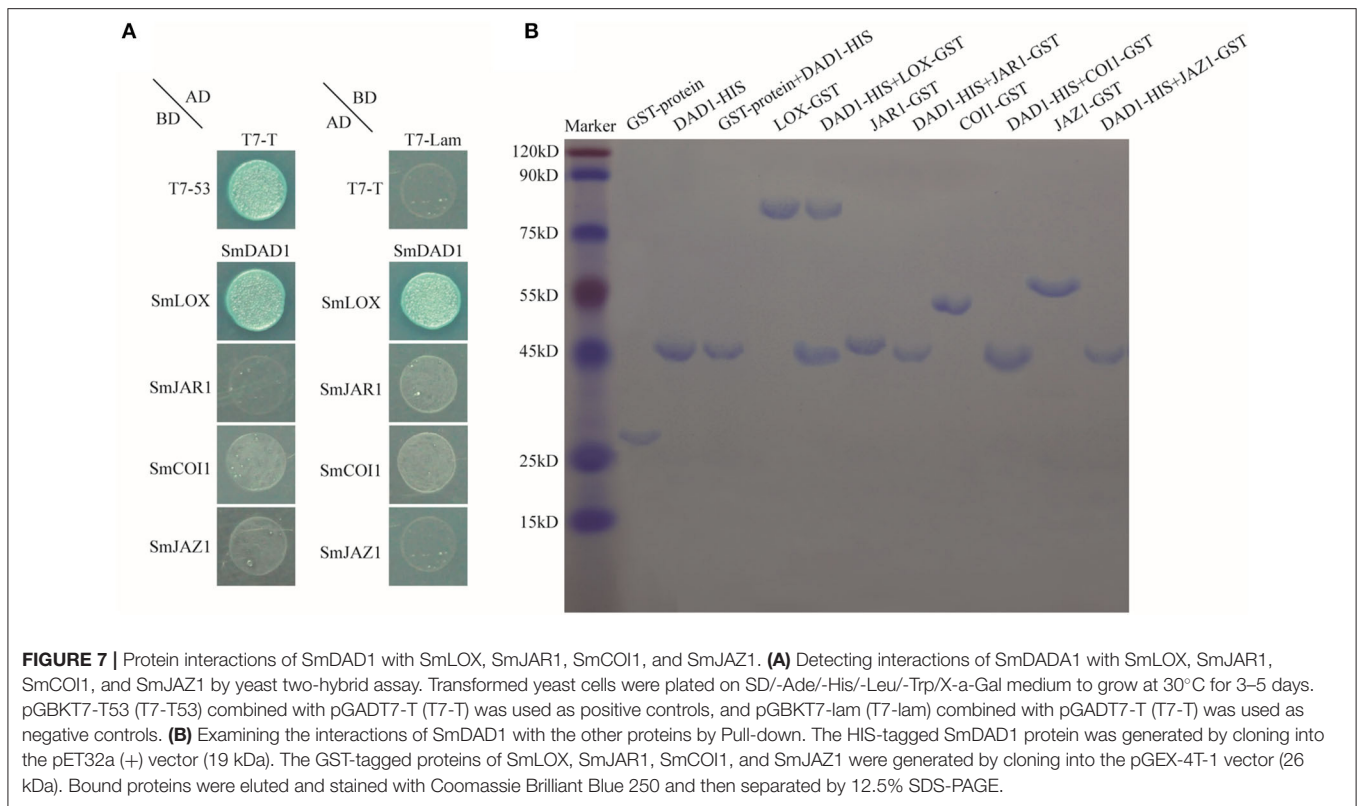 A
AD
BD
T7-T
T7-53
SmDAD1
SmLOX
SmJAR1
SmCOI1
SmJAZ1
BD
AD
T7-Lam
T7-T
SmDAD1
SmLOX
SmJAR1
SmCOI1
SmJAZ1
B
Marker
GST-protein
DAD1-HIS
GST-protein+DAD1-HIS
LOX-GST
DAD1-HIS+LOX-GST
JAR1-GST
DAD1-HIS+JAR1-GST
COI1-GST
DAD1-HIS+COI1-GST
JAZ1-GST
DAD1-HIS+JAZ1-GST
120kD
90kD
75kD
55kD
45kD
25kD
15kD
FIGURE 7 | Protein interactions of SmDAD1 with SmLOX, SmJAR1, SmCOI1, and SmJAZ1. (A) Detecting interactions of SmDADA1 with SmLOX, SmJAR1,
SmCOI1, and SmJAZ1 by yeast two-hybrid assay. Transformed yeast cells were plated on SD/-Ade/-His/-Leu/-Trp/X-a-Gal medium to grow at 30°C for 3–5 days.
pGBKT7-T53 (T7-T53) combined with pGADT7-T (T7-T) was used as positive controls, and pGBKT7-lam (T7-lam) combined with pGADT7-T (T7-T) was used as
negative controls. (B) Examining the interactions of SmDAD1 with the other proteins by Pull-down. The HIS-tagged SmDAD1 protein was generated by cloning into
the pET32a (+) vector (19 kDa). The GST-tagged proteins of SmLOX, SmJAR1, SmCOI1, and SmJAZ1 were generated by cloning into the pGEX-4T-1 vector (26
kDa). Bound proteins were eluted and stained with Coomassie Brilliant Blue 250 and then separated by 12.5% SDS-PAGE.